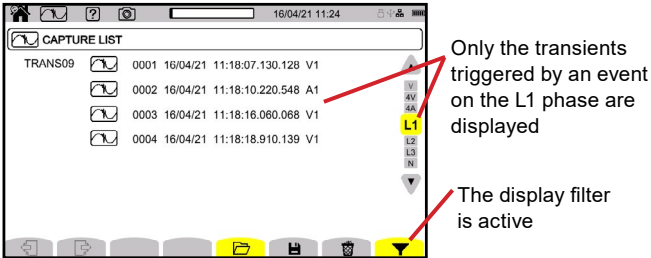 ?
16/04/21 11:24
CAPTURE LIST
TRANS09
0001 16/04/21 11:18:07.130.128 V1
0002 16/04/21 11:18:10.220.548 A1
0003 16/04/21 11:18:16.060.068 V1
0004 16/04/21 11:18:18.910.139 V1
V
4V
4A
L1
L2
L3
N
Only the transients
triggered by an event
on the L1 phase are
displayed
The display filter
is active